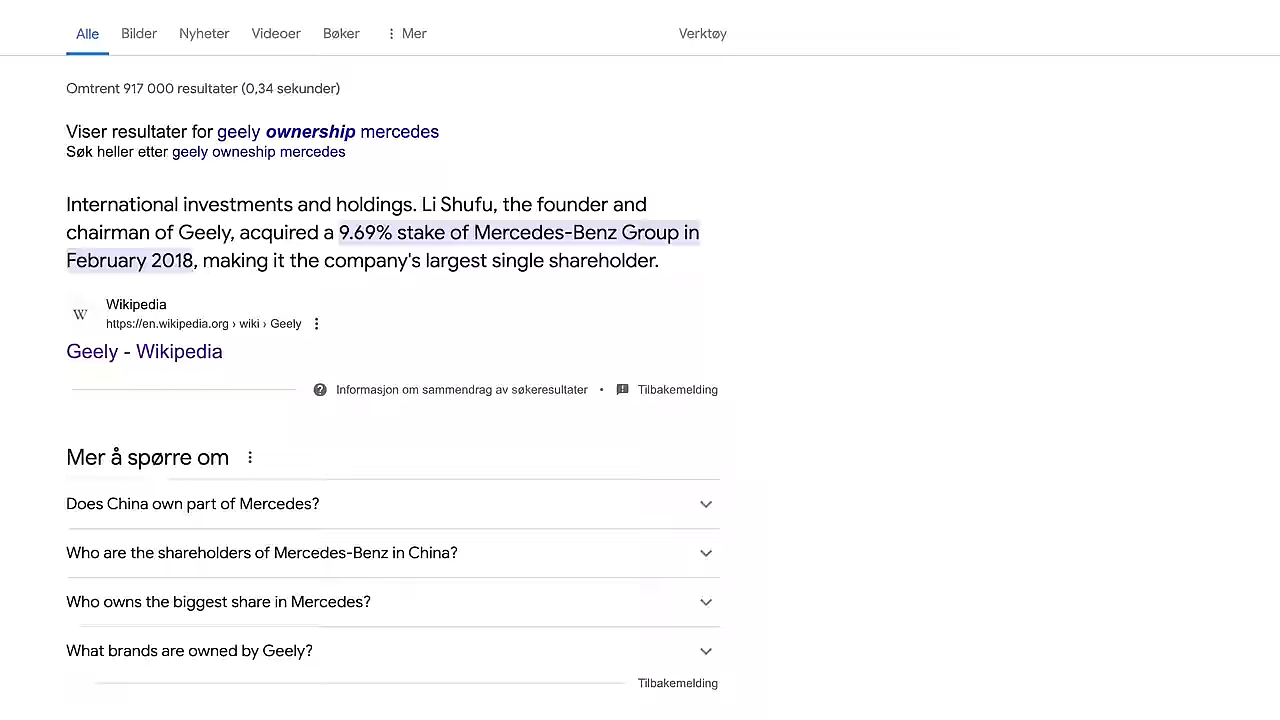 Alle Bilder Nyheter Videoer Bøker Mer Verktøy
Omtrent 917 000 resultater (0,34 sekunder)
Viser resultater for geely ownership mercedes
Søk heller etter geely owneship mercedes
International investments and holdings. Li Shufu, the founder and
chairman of Geely, acquired a 9.69% stake of Mercedes-Benz Group in
February 2018, making it the company's largest single shareholder.
W Wikipedia
https://en.wikipedia.org › wiki › Geely
Geely - Wikipedia
Informasjon om sammendrag av søkeresultater • Tilbakemelding
Mer å spørre om
Does China own part of Mercedes?
Who are the shareholders of Mercedes-Benz in China?
Who owns the biggest share in Mercedes?
What brands are owned by Geely?
Tilbakemelding